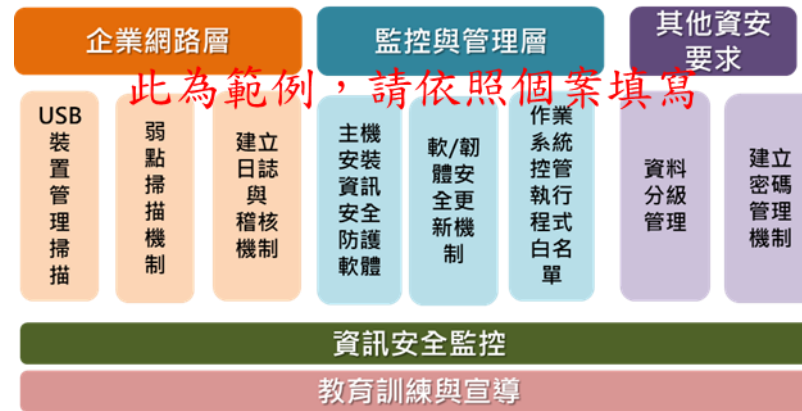 企業網路層
監控與管理層
其他資安
要求
此為範例，請依照個案填寫
USB
裝
置
管
理
掃
描
弱
點
掃
描
機
制
建立
日誌
與
稽核
機制
主機
安裝
資訊
安全
防護
軟體
軟/韌
體安
全更
新機
制
作業
系統
控管
執行
程式
白名
單
資料
分級
管理
建立
密碼
管理
機制
資訊安全監控
教育訓練與宣導